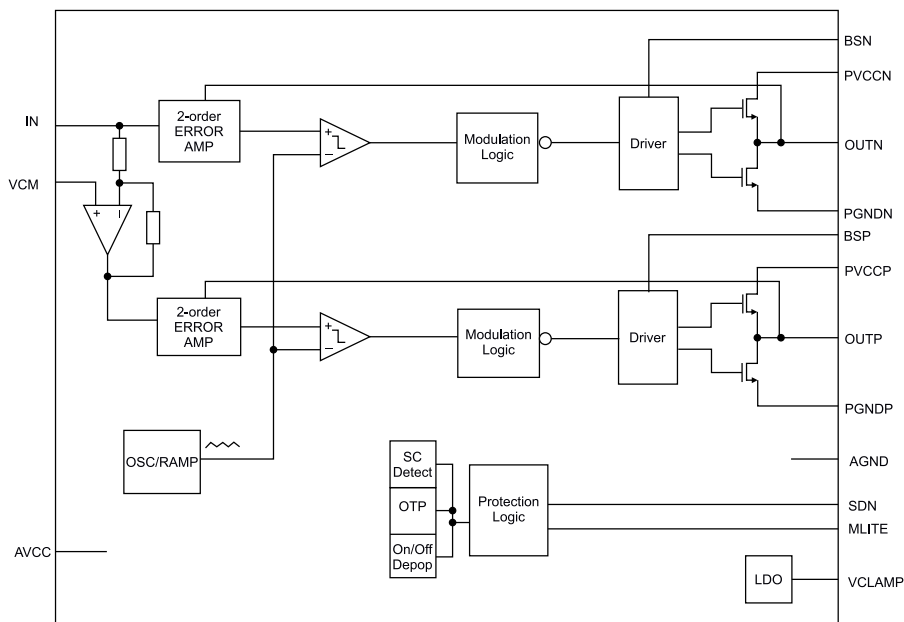 BSN
PVCCN
IN
2-order
ERROR
AMP
+
−
Modulation
Logic
Driver
OUTN
VCM
+
−
PGNDN
BSP
PVCCP
2-order
ERROR
AMP
+
−
Modulation
Logic
Driver
OUTP
PGNDP
OSC/RAMP
SC
Detect
OTP
On/Off
Depop
Protection
Logic
AGND
SDN
MLITE
AVCC
LDO
VCLAMP